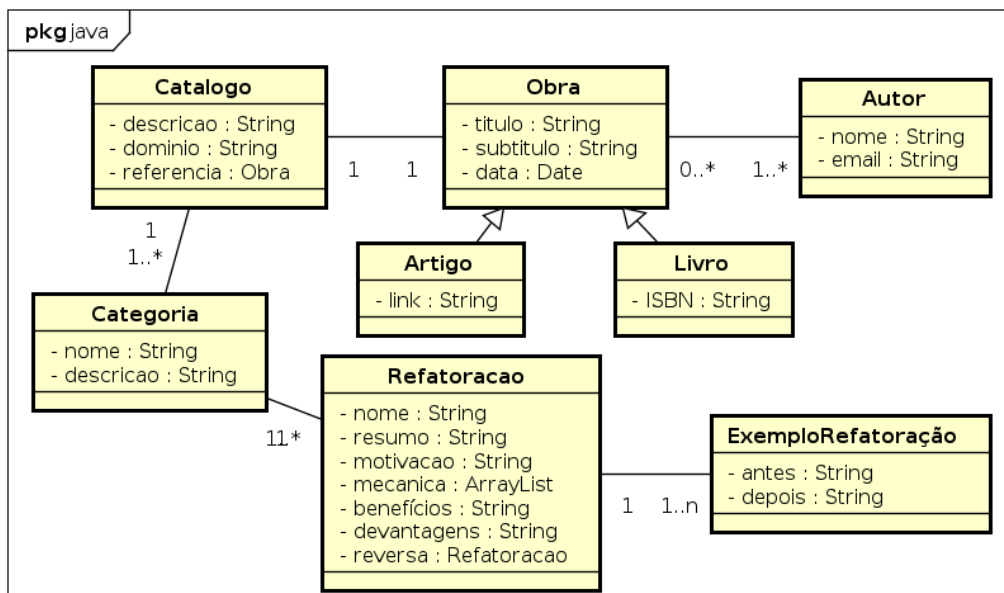 pkg java
Catalogo
- descricao : String
- dominio : String
- referencia : Obra
1
1
Obra
- titulo : String
- subtitulo : String
- data : Date
0..*
1..*
Autor
- nome : String
- email : String
1
1..*
Artigo
- link : String
Livro
- ISBN : String
Categoria
- nome : String
- descricao : String
11.*
Refatoracao
- nome : String
- resumo : String
- motivacao : String
- mecanica : ArrayList
- benefícios : String
- devantagens : String
- reversa : Refatoracao
1
1..n
ExemploRefatoração
- antes : String
- depois : String